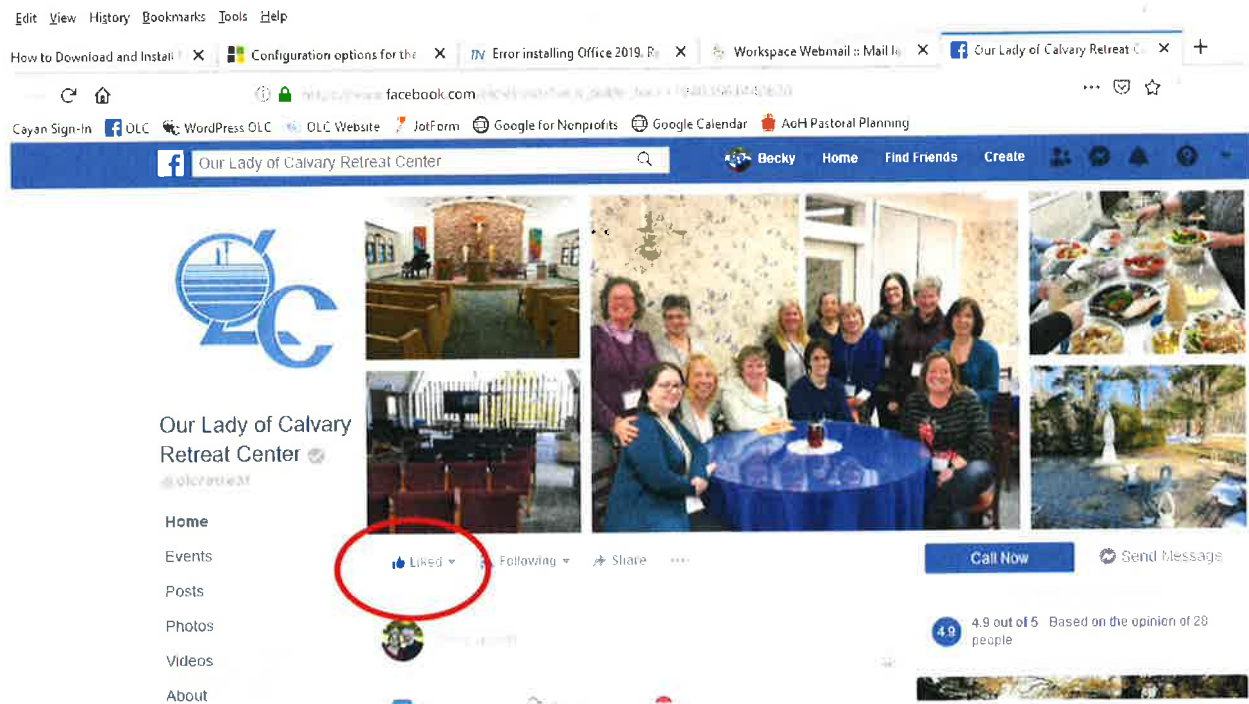 Edit View History Bookmarks Tools Help
How to Download and Install Configuration options for the Error installing Office 2019, Workspace Webmail :: Mail Our Lady of Calvary Retreat
facebook.com
Cayan Sign-In OLC WordPress OLC OLC Website JotForm Google for Nonprofits Google Calendar AoH Pastoral Planning
Our Lady of Calvary Retreat Center Becky Home Find Friends Create
Our Lady of Calvary
Retreat Center
@olcretreat
Home
Events
Posts
Photos
Videos
About
Liked Following Share
Call Now Send Message
4.9 4.9 out of 5 Based on the opinion of 28
people